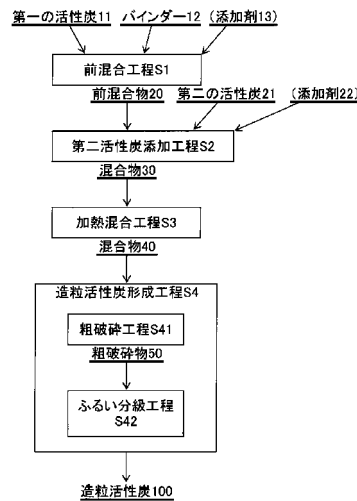 第一の活性炭11 バインダー12 (添加剤13)
前混合工程S1
前混合物20 第二の活性炭21 (添加剤22)
第二活性炭添加工程S2
混合物30
加熱混合工程S3
混合物40
造粒活性炭形成工程S4
粗破砕工程S41
粗破砕物50
ふるい分級工程
S42
造粒活性炭100